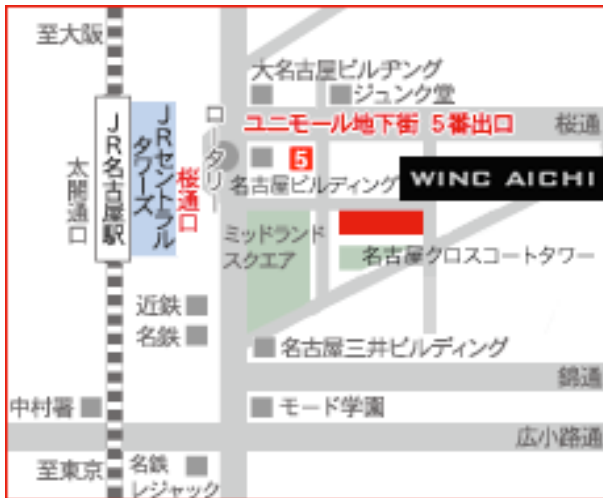 至大阪
大名古屋ビルヂング
ジュンク堂
ユニモール地下街 5番出口
桜通
JR名古屋駅
JRセントラル
タワーズ
桜通口
ロータリー
太閤通口
5
名古屋ビルディング
WINC AICHI
ミッドランド
スクエア
名古屋クロスコートタワー
近鉄
名鉄
名古屋三井ビルディング
錦通
中村署
モード学園
広小路通
至東京
名鉄
レジャック